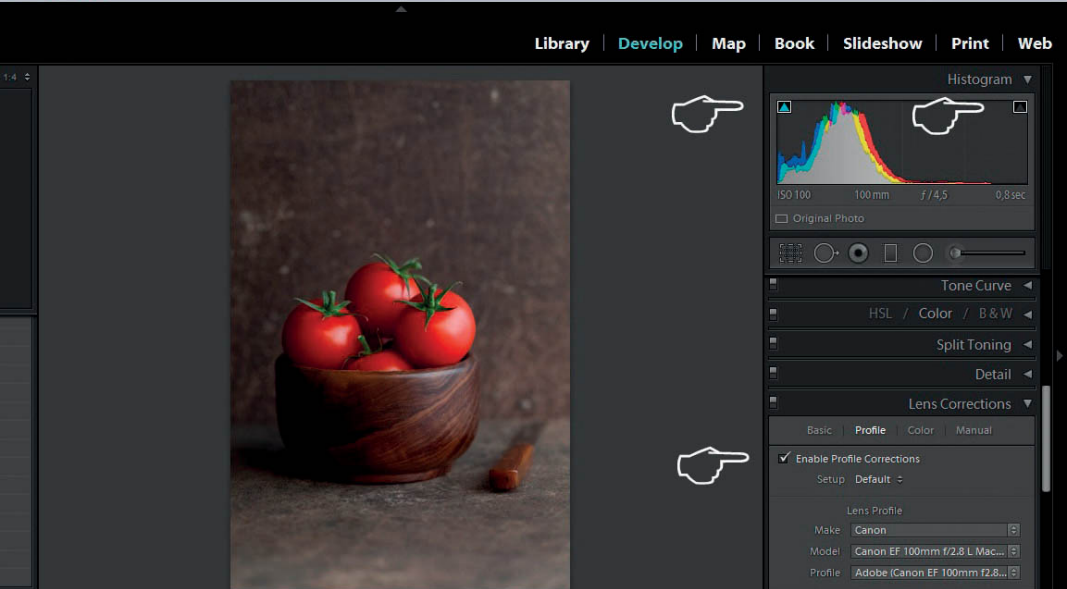 Library | Develop | Map | Book | Slideshow | Print | Web
1:4
Histogram
ISO 100 100 mm ƒ / 4,5 0,8 sec
Original Photo
Tone Curve
HSL / Color / B & W
Split Toning
Detail
Lens Corrections
Basic | Profile | Color | Manual
Enable Profile Corrections
Setup Default
Lens Profile
Make Canon
Model Canon EF 100mm f/2.8 L Mac...
Profile Adobe (Canon EF 100mm f2.8...